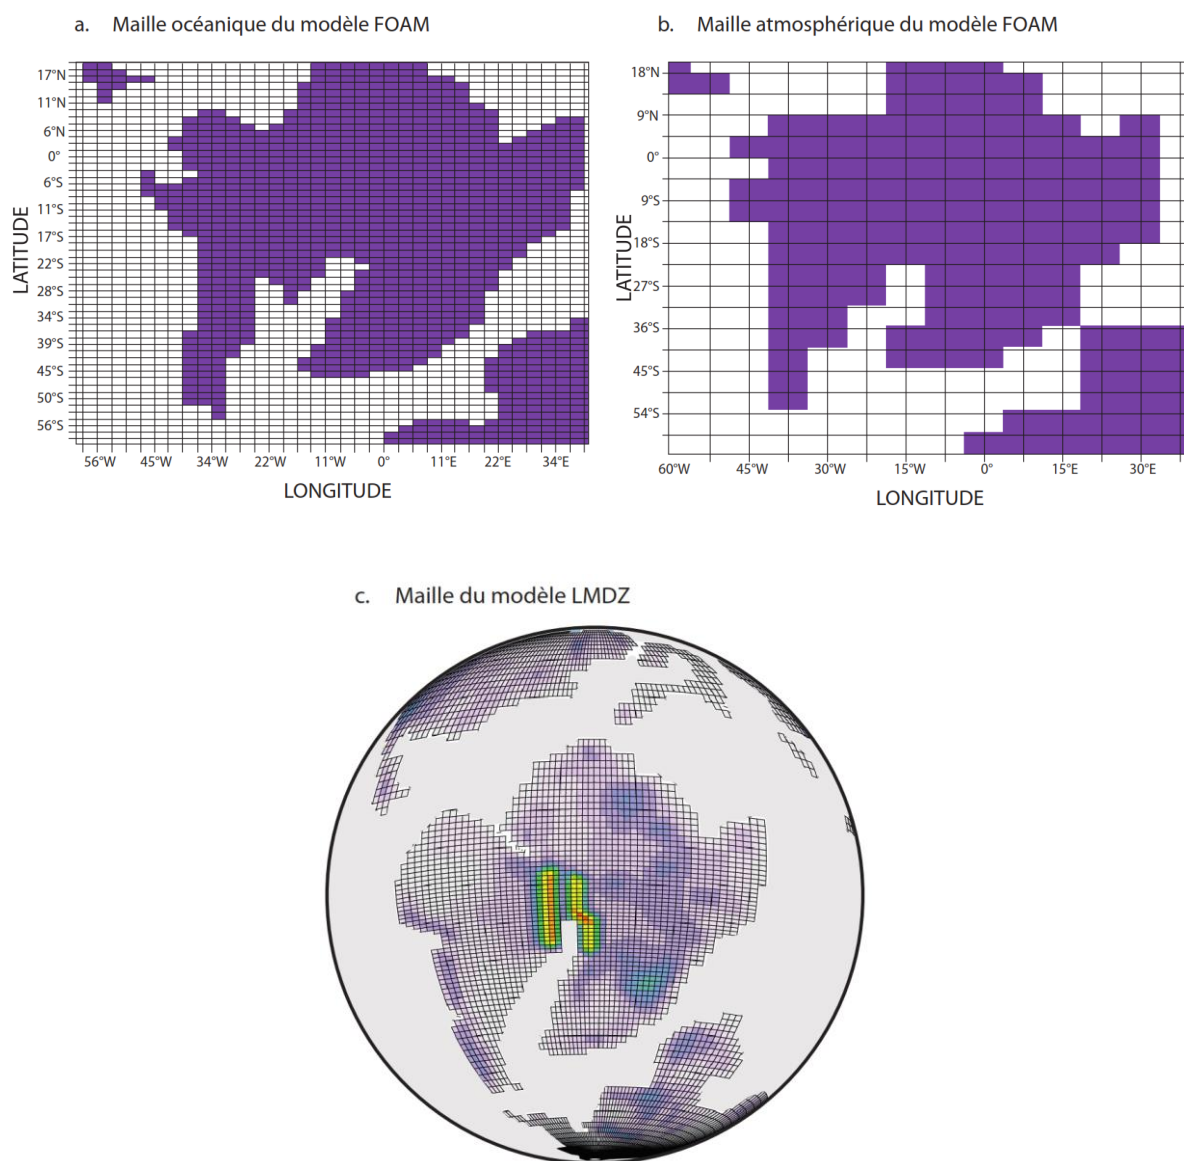 a. Maille océanique du modèle FOAM
17°N
11°N
6°N
0°
6°S
11°S
17°S
22°S
28°S
34°S
39°S
45°S
50°S
56°S
LATITUDE
56°W 45°W 34°W 22°W 11°W 0° 11°E 22°E 34°E
LONGITUDE
b. Maille atmosphérique du modèle FOAM
18°N
9°N
0°
9°S
18°S
27°S
36°S
45°S
54°S
LATITUDE
60°W 45°W 30°W 15°W 0° 15°E 30°E
LONGITUDE
c. Maille du modèle LMDZ